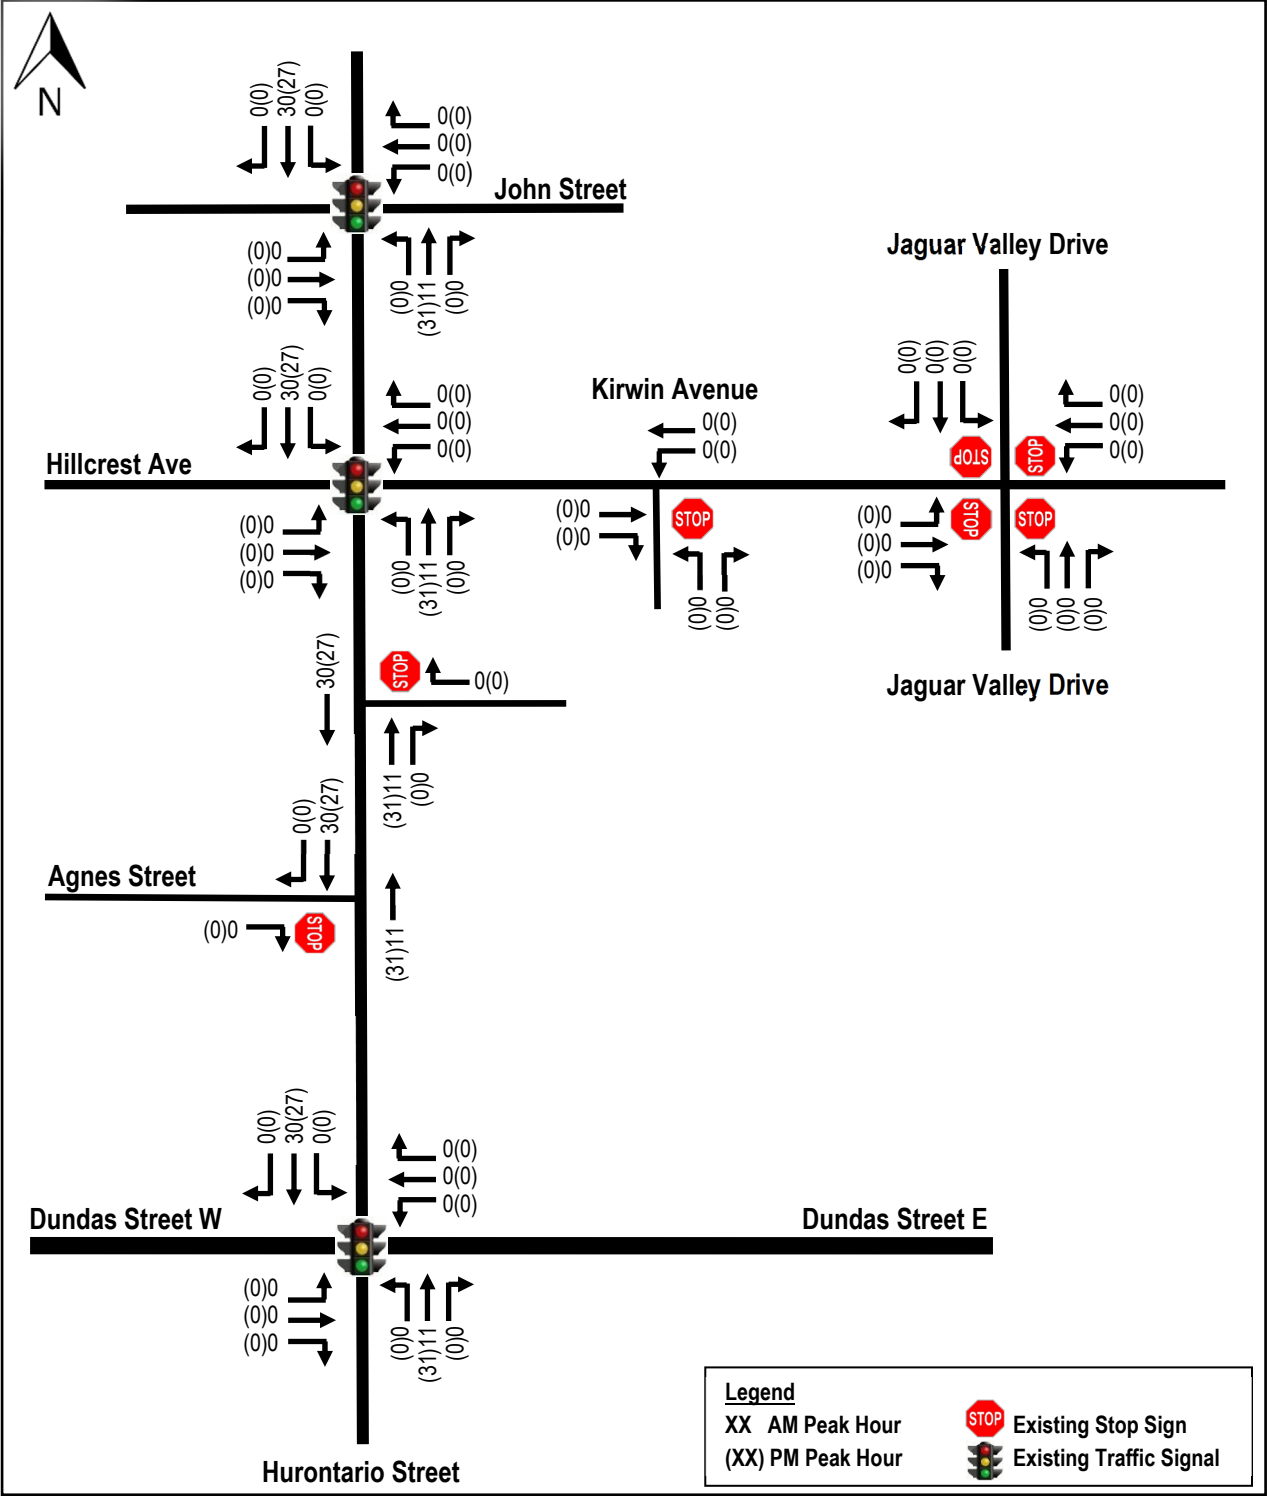 N
0(0)
30(27)
0(0)
0(0)
0(0)
0(0)
John Street
(0)0
(0)0
(0)0
(0)0
(31)11
(0)0
Jaguar Valley Drive
0(0)
30(27)
0(0)
0(0)
0(0)
0(0)
Hillcrest Ave
(0)0
(0)0
(0)0
(0)0
(31)11
(0)0
Kirwin Avenue
0(0)
0(0)
(0)0
(0)0
STOP
(0)0
(0)0
0(0)
0(0)
0(0)
0(0)
0(0)
0(0)
STOP
STOP
(0)0
(0)0
(0)0
STOP
STOP
(0)0
(0)0
(0)0
Jaguar Valley Drive
30(27)
STOP
0(0)
(31)11
(0)0
0(0)
30(27)
Agnes Street
(0)0
STOP
(31)11
0(0)
30(27)
0(0)
0(0)
0(0)
0(0)
Dundas Street W
Dundas Street E
(0)0
(0)0
(0)0
(0)0
(31)11
(0)0
Hurontario Street
Legend
XX AM Peak Hour
STOP Existing Stop Sign
(XX) PM Peak Hour
Existing Traffic Signal